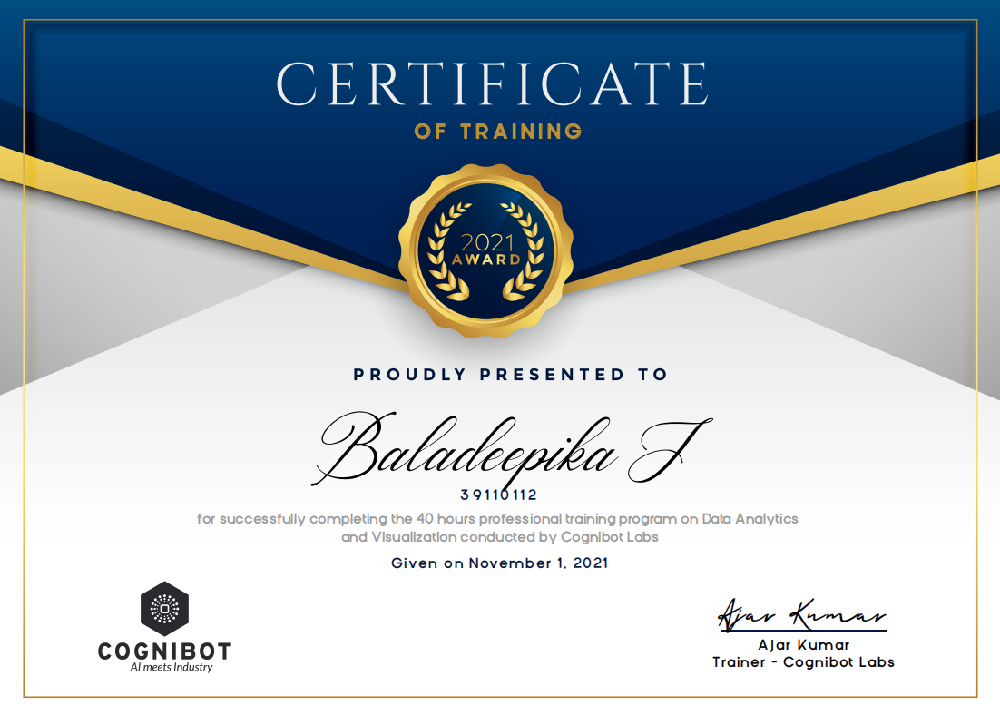 CERTIFICATE
OF TRAINING
2021
AWARD
PROUDLY PRESENTED TO
Baladeepika J
39110112
for successfully completing the 40 hours professional training program on Data Analytics
and Visualization conducted by Cognibot Labs
Given on November 1, 2021
COGNIBOT
AI meets Industry
Ajar Kumar
Ajar Kumar
Trainer - Cognibot Labs